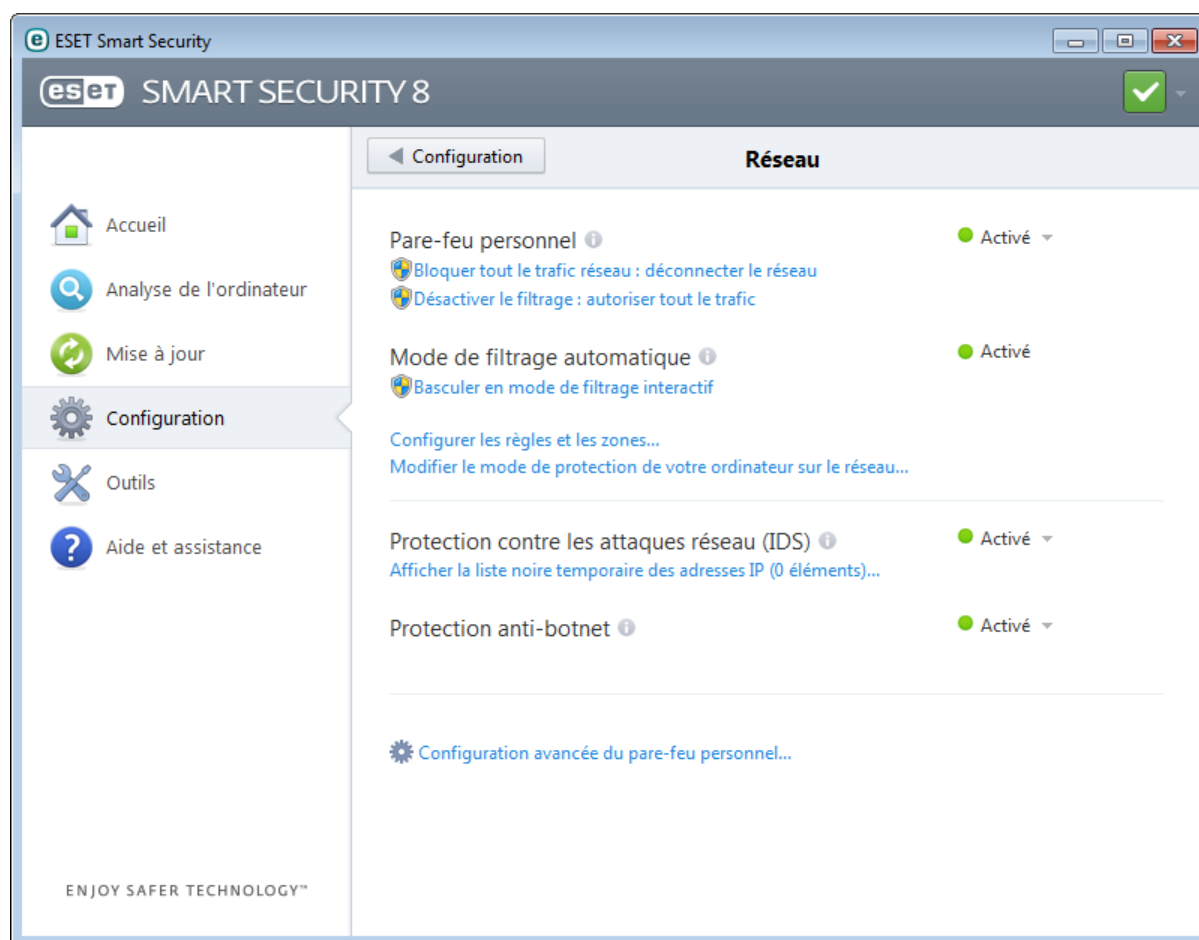 ESET Smart Security
eset SMART SECURITY 8
Configuration
Réseau
Accueil
Analyse de l'ordinateur
Mise à jour
Configuration
Outils
Aide et assistance
ENJOY SAFER TECHNOLOGY™
Pare-feu personnel
Activé
Bloquer tout le trafic réseau : déconnecter le réseau
Désactiver le filtrage : autoriser tout le trafic
Mode de filtrage automatique
Activé
Basculer en mode de filtrage interactif
Configurer les règles et les zones...
Modifier le mode de protection de votre ordinateur sur le réseau...
Protection contre les attaques réseau (IDS)
Activé
Afficher la liste noire temporaire des adresses IP (0 éléments)...
Protection anti-botnet
Activé
Configuration avancée du pare-feu personnel...